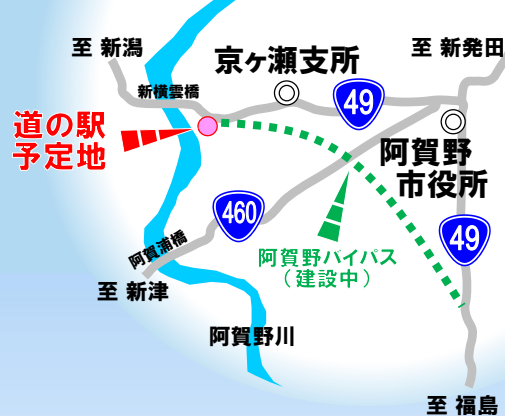 至 新潟
京ヶ瀬支所
至 新発田
新横雲橋
49
道の駅
予定地
阿賀野
市役所
460
49
阿賀浦橋
阿賀野バイパス
（建設中）
至 新津
阿賀野川
至 福島